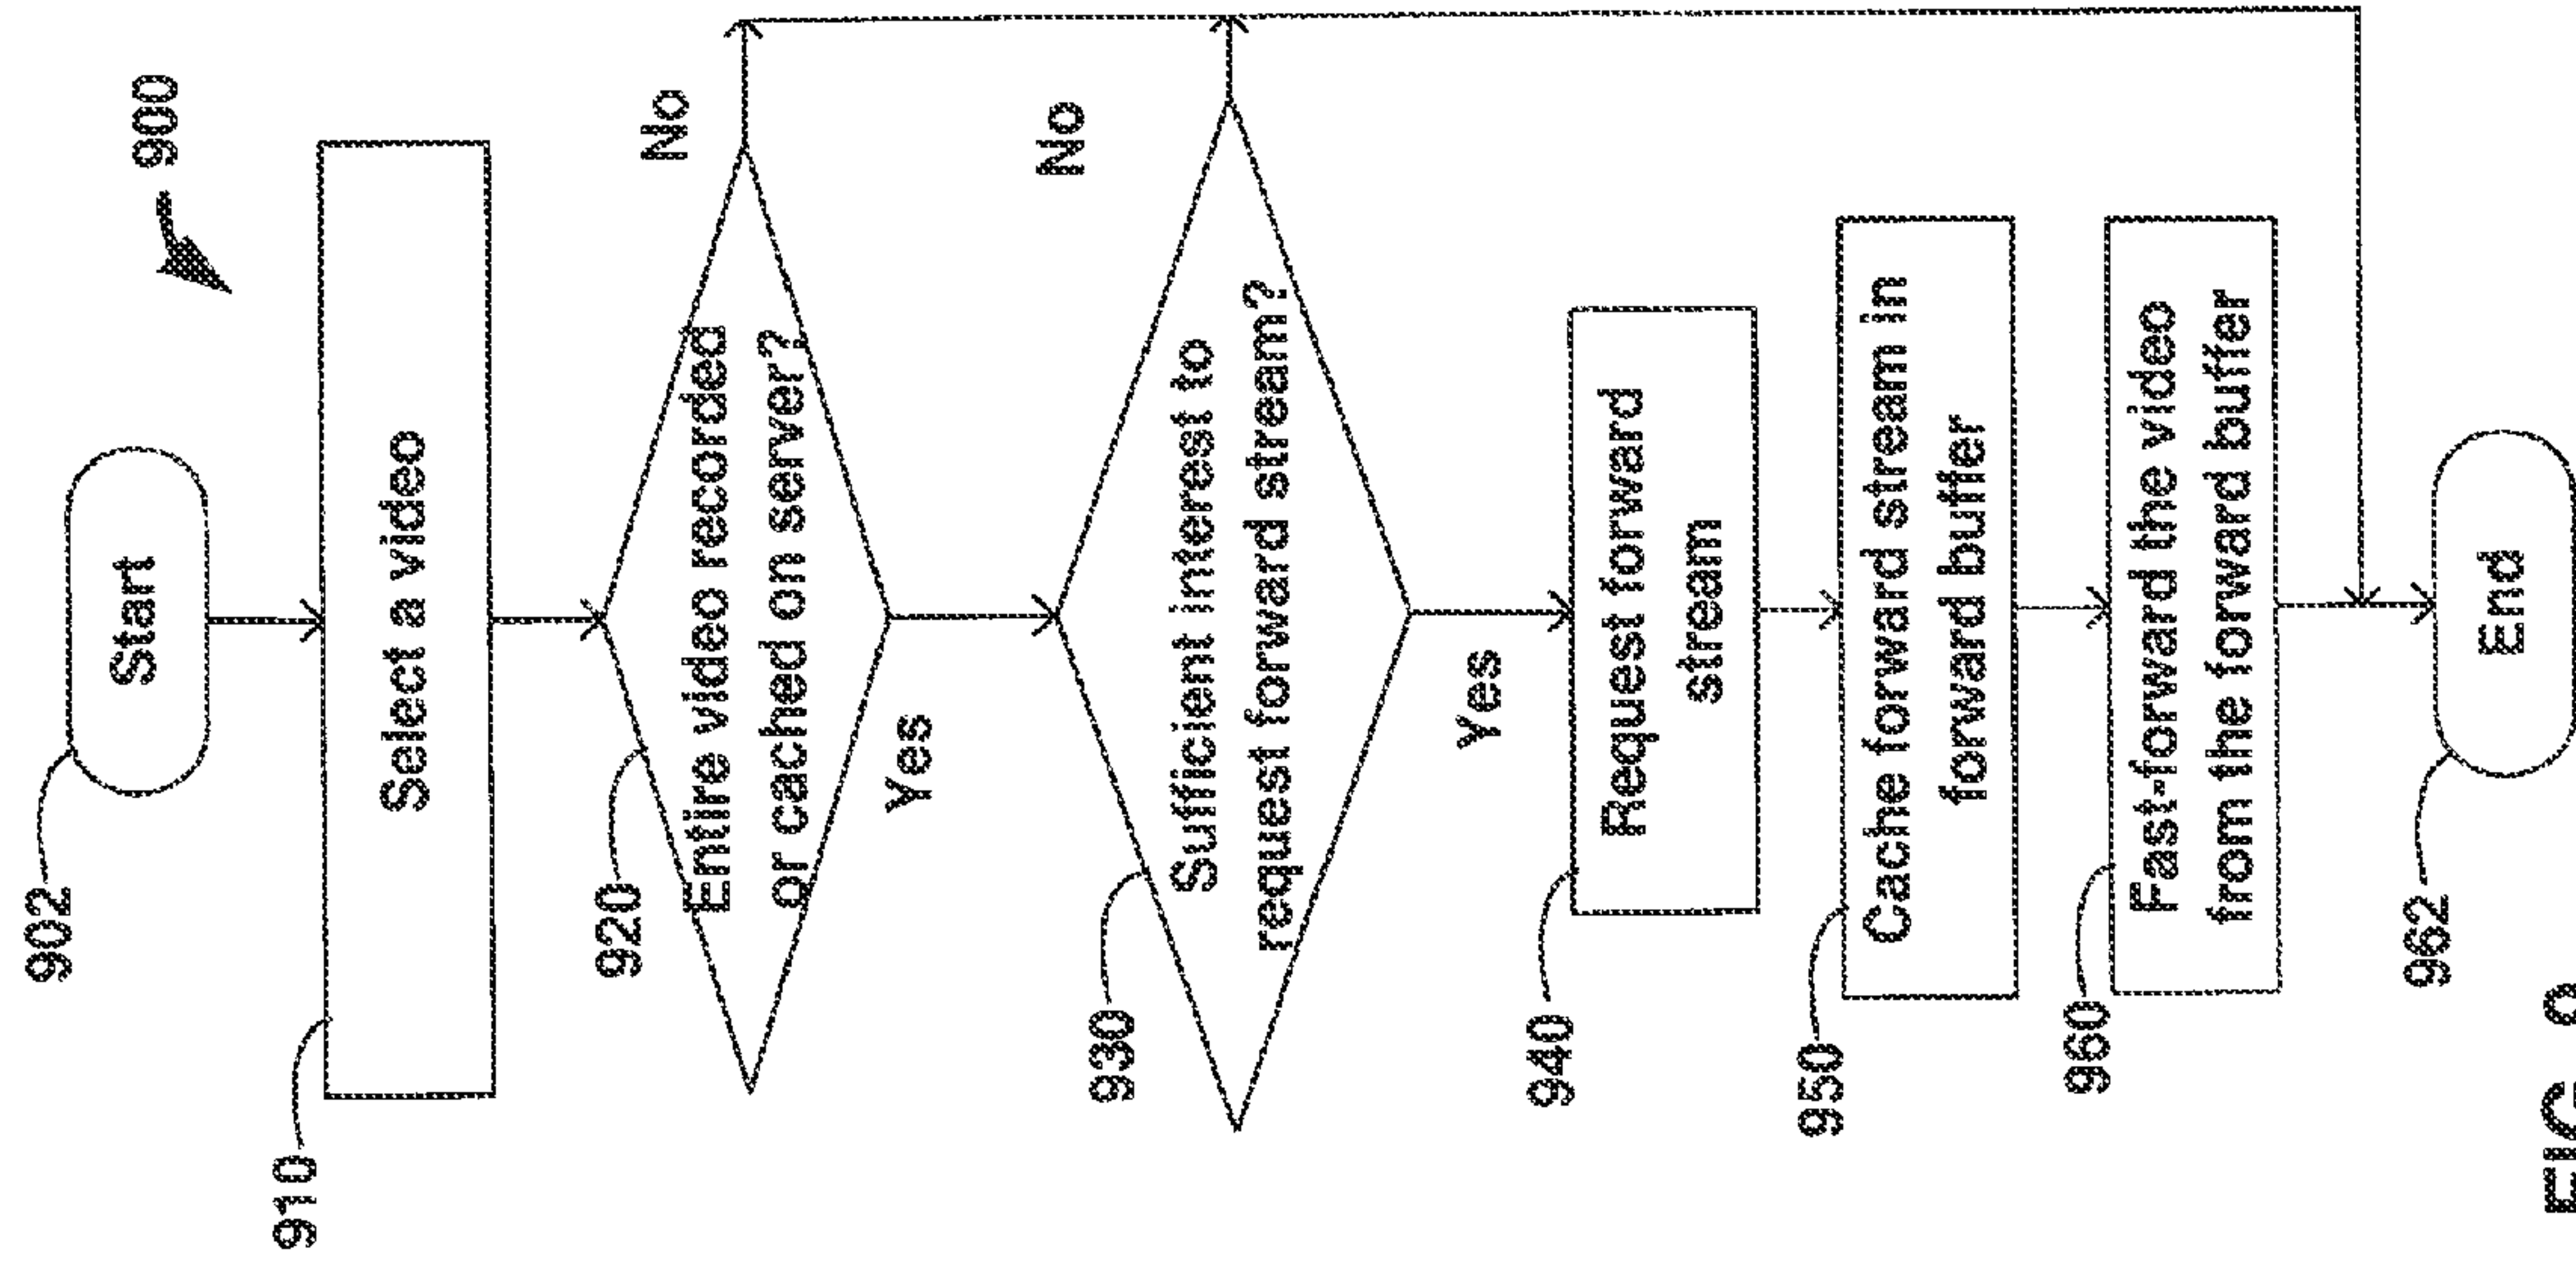 900
902
Start
910
Select a video
920
Entire video recorded
or cached on server?
No
Yes
930
Sufficient interest to
request forward stream?
No
Yes
940
Request forward
stream
950
Cache forward stream in
forward buffer
960
Fast-forward the video
from the forward buffer
962
End
FIG.